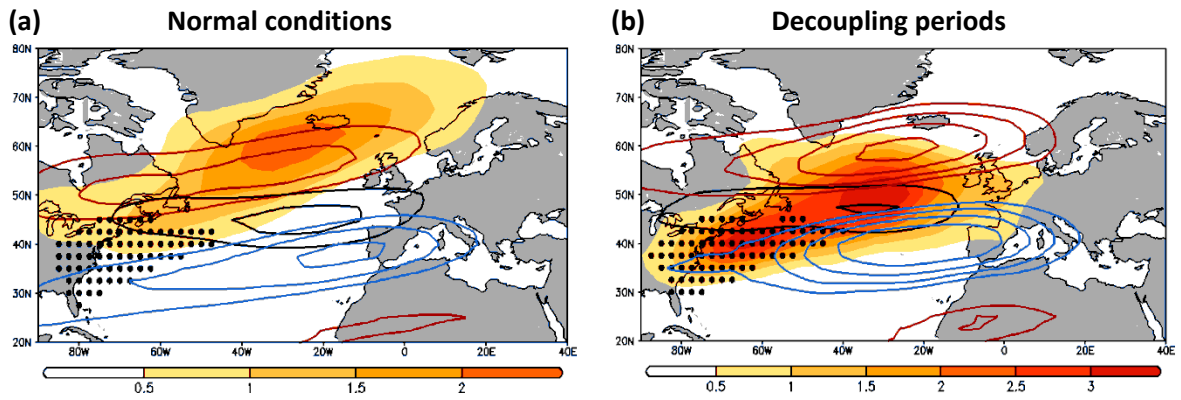 (a) Normal conditions
(b) Decoupling periods
80N
70N
60N
50N
40N
30N
20N
80W 60W 40W 20W 0 20E 40E
0.5 1 1.5 2
80N
70N
60N
50N
40N
30N
20N
80W 60W 40W 20W 0 20E 40E
0.5 1 1.5 2 2.5 3